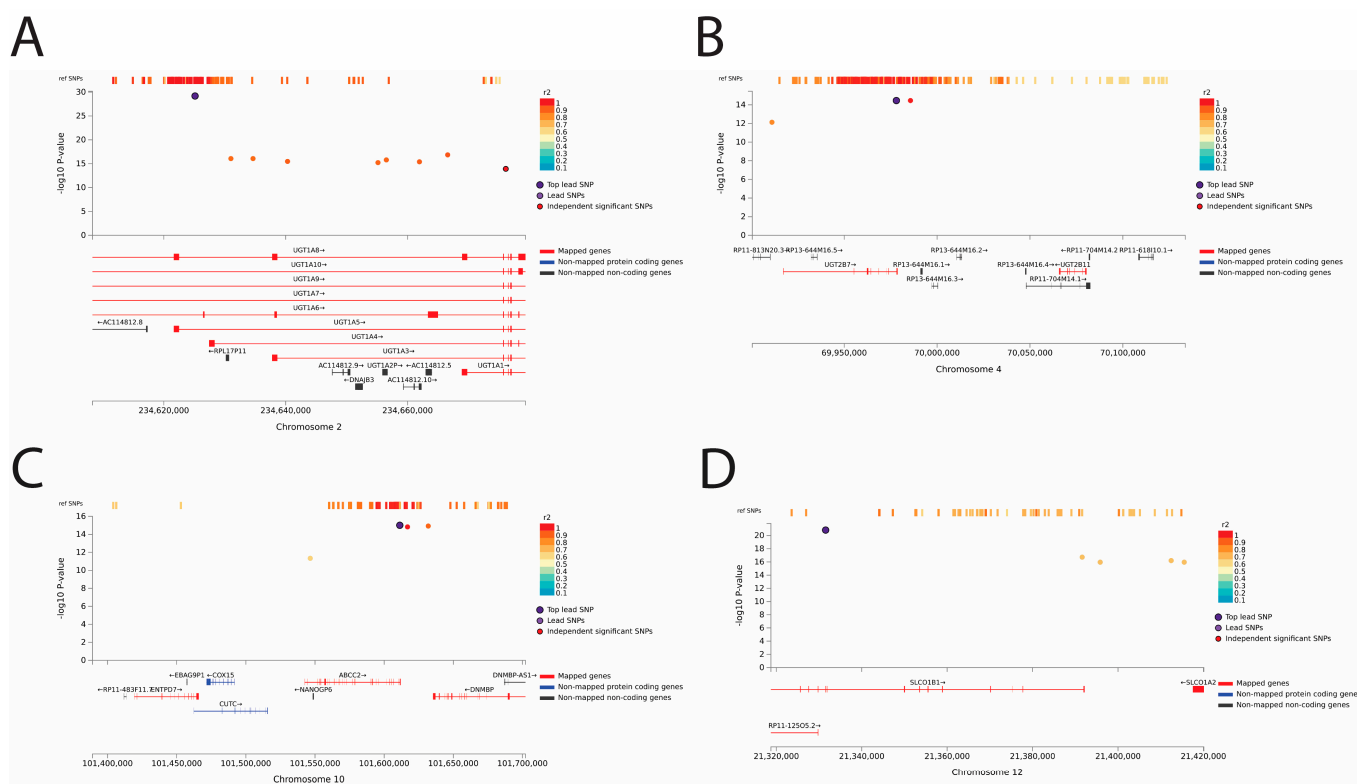 A
ref SNPs
30
25
20
15
10
5
0
-log10 P-value
r2
1
0.9
0.8
0.7
0.6
0.5
0.4
0.3
0.2
0.1
Top lead SNP
Lead SNPs
Independent significant SNPs
Mapped genes
Non-mapped protein coding genes
Non-mapped non-coding genes
UGT1A8→
UGT1A10→
UGT1A9→
UGT1A7→
UGT1A6→
←AC114812.8
UGT1A5→
UGT1A4→
←RPL17P11
UGT1A3→
AC114812.9→
UGT1A2P→
←AC114812.5
UGT1A1→
←DNAJB3
AC114812.10→
234,620,000
234,640,000
234,660,000
Chromosome 2
B
ref SNPs
14
12
10
8
6
4
2
0
-log10 P-value
r2
1
0.9
0.8
0.7
0.6
0.5
0.4
0.3
0.2
0.1
Top lead SNP
Lead SNPs
Independent significant SNPs
Mapped genes
Non-mapped protein coding genes
Non-mapped non-coding genes
RP11-813N20.3→
RP13-644M16.5→
RP13-644M16.2→
←RP11-704M14.2
RP11-618I10.1→
UGT2B7→
RP13-644M16.1→
RP13-644M16.4→
←UGT2B11
RP13-644M16.3→
RP11-704M14.1→
69,950,000
70,000,000
70,050,000
70,100,000
Chromosome 4
C
ref SNPs
16
14
12
10
8
6
4
2
0
-log10 P-value
r2
1
0.9
0.8
0.7
0.6
0.5
0.4
0.3
0.2
0.1
Top lead SNP
Lead SNPs
Independent significant SNPs
Mapped genes
Non-mapped protein coding genes
Non-mapped non-coding genes
←EBAG9P1
←COX15
ABCC2→
DNMBP-AS1→
←RP11-483F11.7
ENTPD7→
←NANOGP6
←DNMBP
CUTC→
101,400,000
101,450,000
101,500,000
101,550,000
101,600,000
101,650,000
101,700,000
Chromosome 10
D
ref SNPs
20
18
16
14
12
10
8
6
4
2
0
-log10 P-value
r2
1
0.9
0.8
0.7
0.6
0.5
0.4
0.3
0.2
0.1
Top lead SNP
Lead SNPs
Independent significant SNPs
Mapped genes
Non-mapped protein coding genes
Non-mapped non-coding genes
SLCO1B1→
←SLCO1A2
RP11-125O5.2→
21,320,000
21,340,000
21,360,000
21,380,000
21,400,000
21,420,000
Chromosome 12